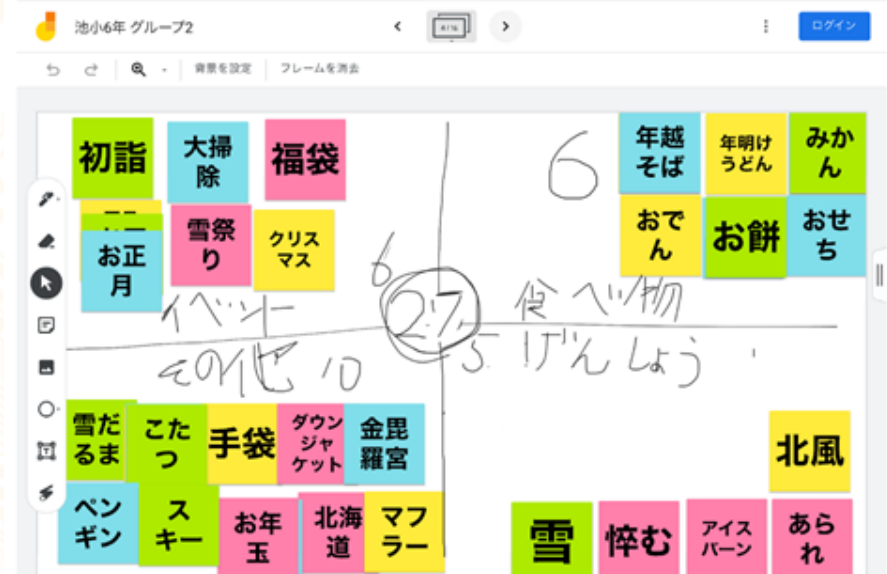 池小6年 グループ2
ログイン
背景を設定
フレームを消去
初詣
大掃
除
福袋
お正
月
雪祭
り
クリス
マス
イベント
6
6
年越
そば
年明け
うどん
みか
ん
おで
ん
お餅
おせ
ち
食べ物
27
その他 10
5 げんしょう
雪だ
るま
こた
つ
手袋
ダウン
ジャ
ケット
金毘
羅宮
ペン
ギン
ス
キー
お年
玉
北海
道
マフ
ラー
北風
雪
悴む
アイス
バーン
あら
れ